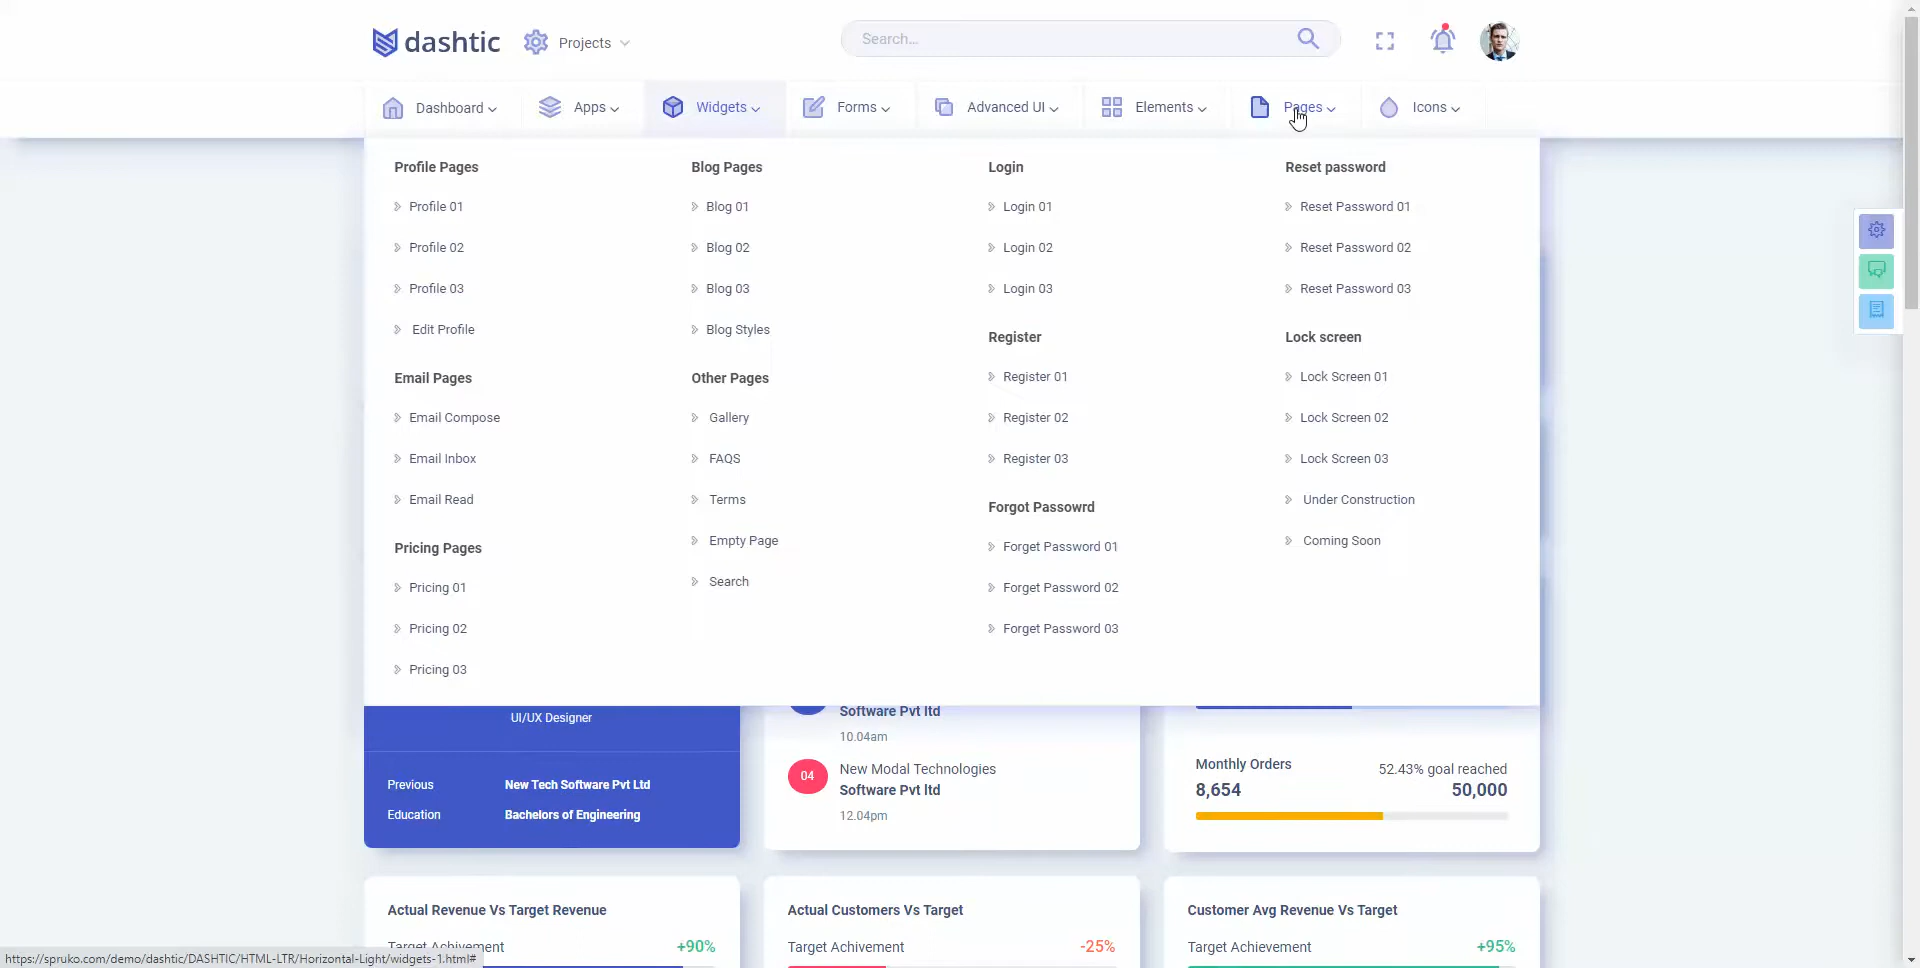 dashtic
Projects
Search...
Dashboard
Apps
Widgets
Forms
Advanced UI
Elements
Pages
Icons
Profile Pages
Profile 01
Profile 02
Profile 03
Edit Profile
Email Pages
Email Compose
Email Inbox
Email Read
Pricing Pages
Pricing 01
Pricing 02
Pricing 03
Blog Pages
Blog 01
Blog 02
Blog 03
Blog Styles
Other Pages
Gallery
FAQS
Terms
Empty Page
Search
Login
Login 01
Login 02
Login 03
Register
Register 01
Register 02
Register 03
Forgot Passowrd
Forget Password 01
Forget Password 02
Forget Password 03
Reset password
Reset Password 01
Reset Password 02
Reset Password 03
Lock screen
Lock Screen 01
Lock Screen 02
Lock Screen 03
Under Construction
Coming Soon
UI/UX Designer
Previous New Tech Software Pvt Ltd
Education Bachelors of Engineering
Software Pvt ltd
10.04am
04
New Modal Technologies
Software Pvt ltd
12.04pm
Monthly Orders 52.43% goal reached
8,654 50,000
Actual Revenue Vs Target Revenue
Target Achivement +90%
Actual Customers Vs Target
Target Achivement -25%
Customer Avg Revenue Vs Target
Target Achievement +95%
https://spruko.com/demo/dashtic/DASHTIC/HTML-LTR/Horizontal-Light/widgets-1.html#